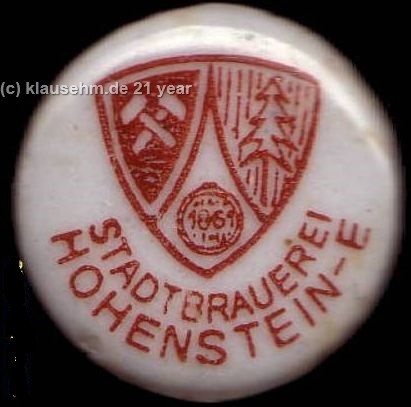 (c) klausehm.de 21 year
1861
STADTBRAUEREI
HOHENSTEIN-E